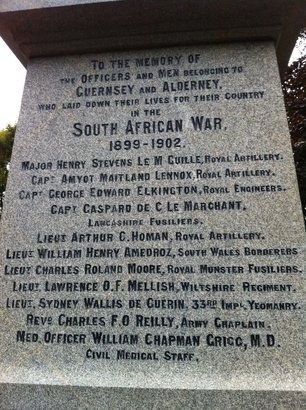 TO THE MEMORY OF
THE OFFICERS AND MEN BELONGING TO
GUERNSEY AND ALDERNEY,
WHO LAID DOWN THEIR LIVES FOR THEIR COUNTRY
IN THE
SOUTH AFRICAN WAR.
1899-1902.
MAJOR HENRY STEVENS LE M GUILLE, ROYAL ARTILLERY.
CAPT AMYOT MAITLAND LENNOX, ROYAL ARTILLERY.
CAPT GEORGE EDWARD ELKINGTON, ROYAL ENGINEERS.
CAPT GASPARD DE C LE MARCHANT,
LANCASHIRE FUSILIERS.
LIEUT ARTHUR C. HOMAN, ROYAL ARTILLERY.
LIEUT WILLIAM HENRY AMEDROZ, SOUTH WALES BORDERERS
LIEUT CHARLES ROLAND MOORE, ROYAL MUNSTER FUSILIERS.
LIEUT LAWRENCE O.F. MELLISH, WILTSHIRE REGIMENT.
LIEUT. SYDNEY WALLIS DE GUERIN, 33RD IMPL YEOMANRY.
REVD CHARLES F.O REILLY, ARMY CHAPLAIN.
MED. OFFICER WILLIAM CHAPMAN GRIGG, M.D.
CIVIL MEDICAL STAFF.